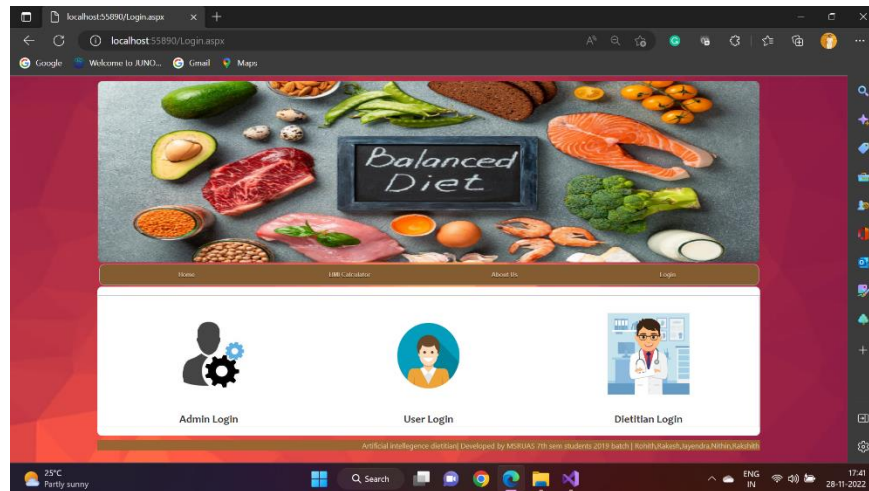 localhost:55890/Login.aspx
localhost:55890/Login.aspx
Google Welcome to JUNO... Gmail Maps
Balanced
Diet
Home BMI Calculator About Us Login
Admin Login User Login Dietitian Login
Artificial intellegence dietitian| Developed by MSRUAS 7th sem students 2019 batch | Rohith,Rakesh,Jayendra,Nithin,Rakshith
25°C
Partly sunny
Search
ENG
IN
17:41
28-11-2022